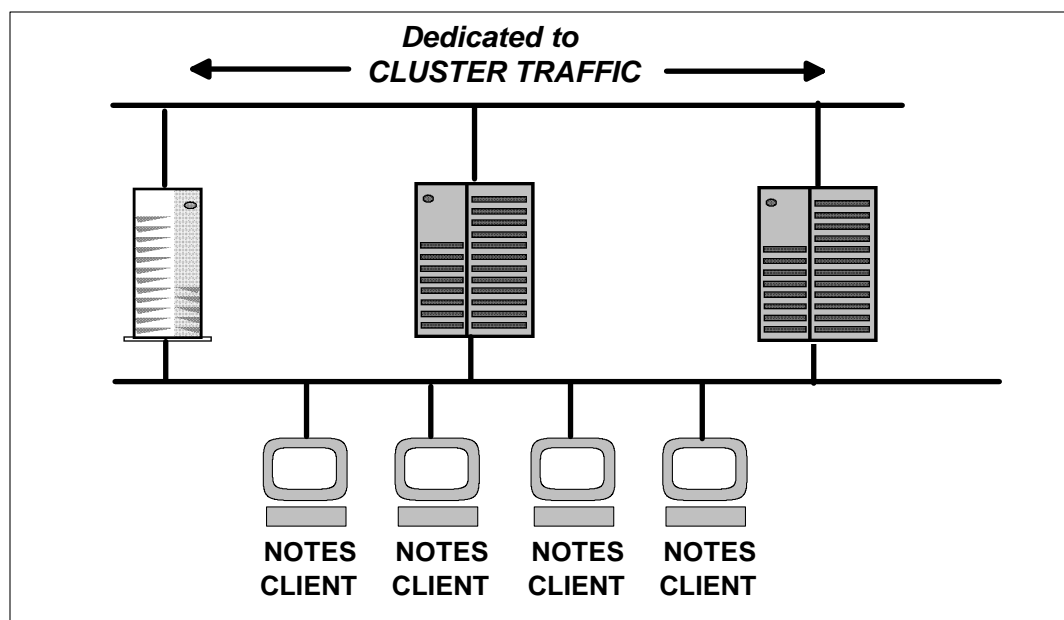 Dedicated to
CLUSTER TRAFFIC
NOTES CLIENT
NOTES CLIENT
NOTES CLIENT
NOTES CLIENT